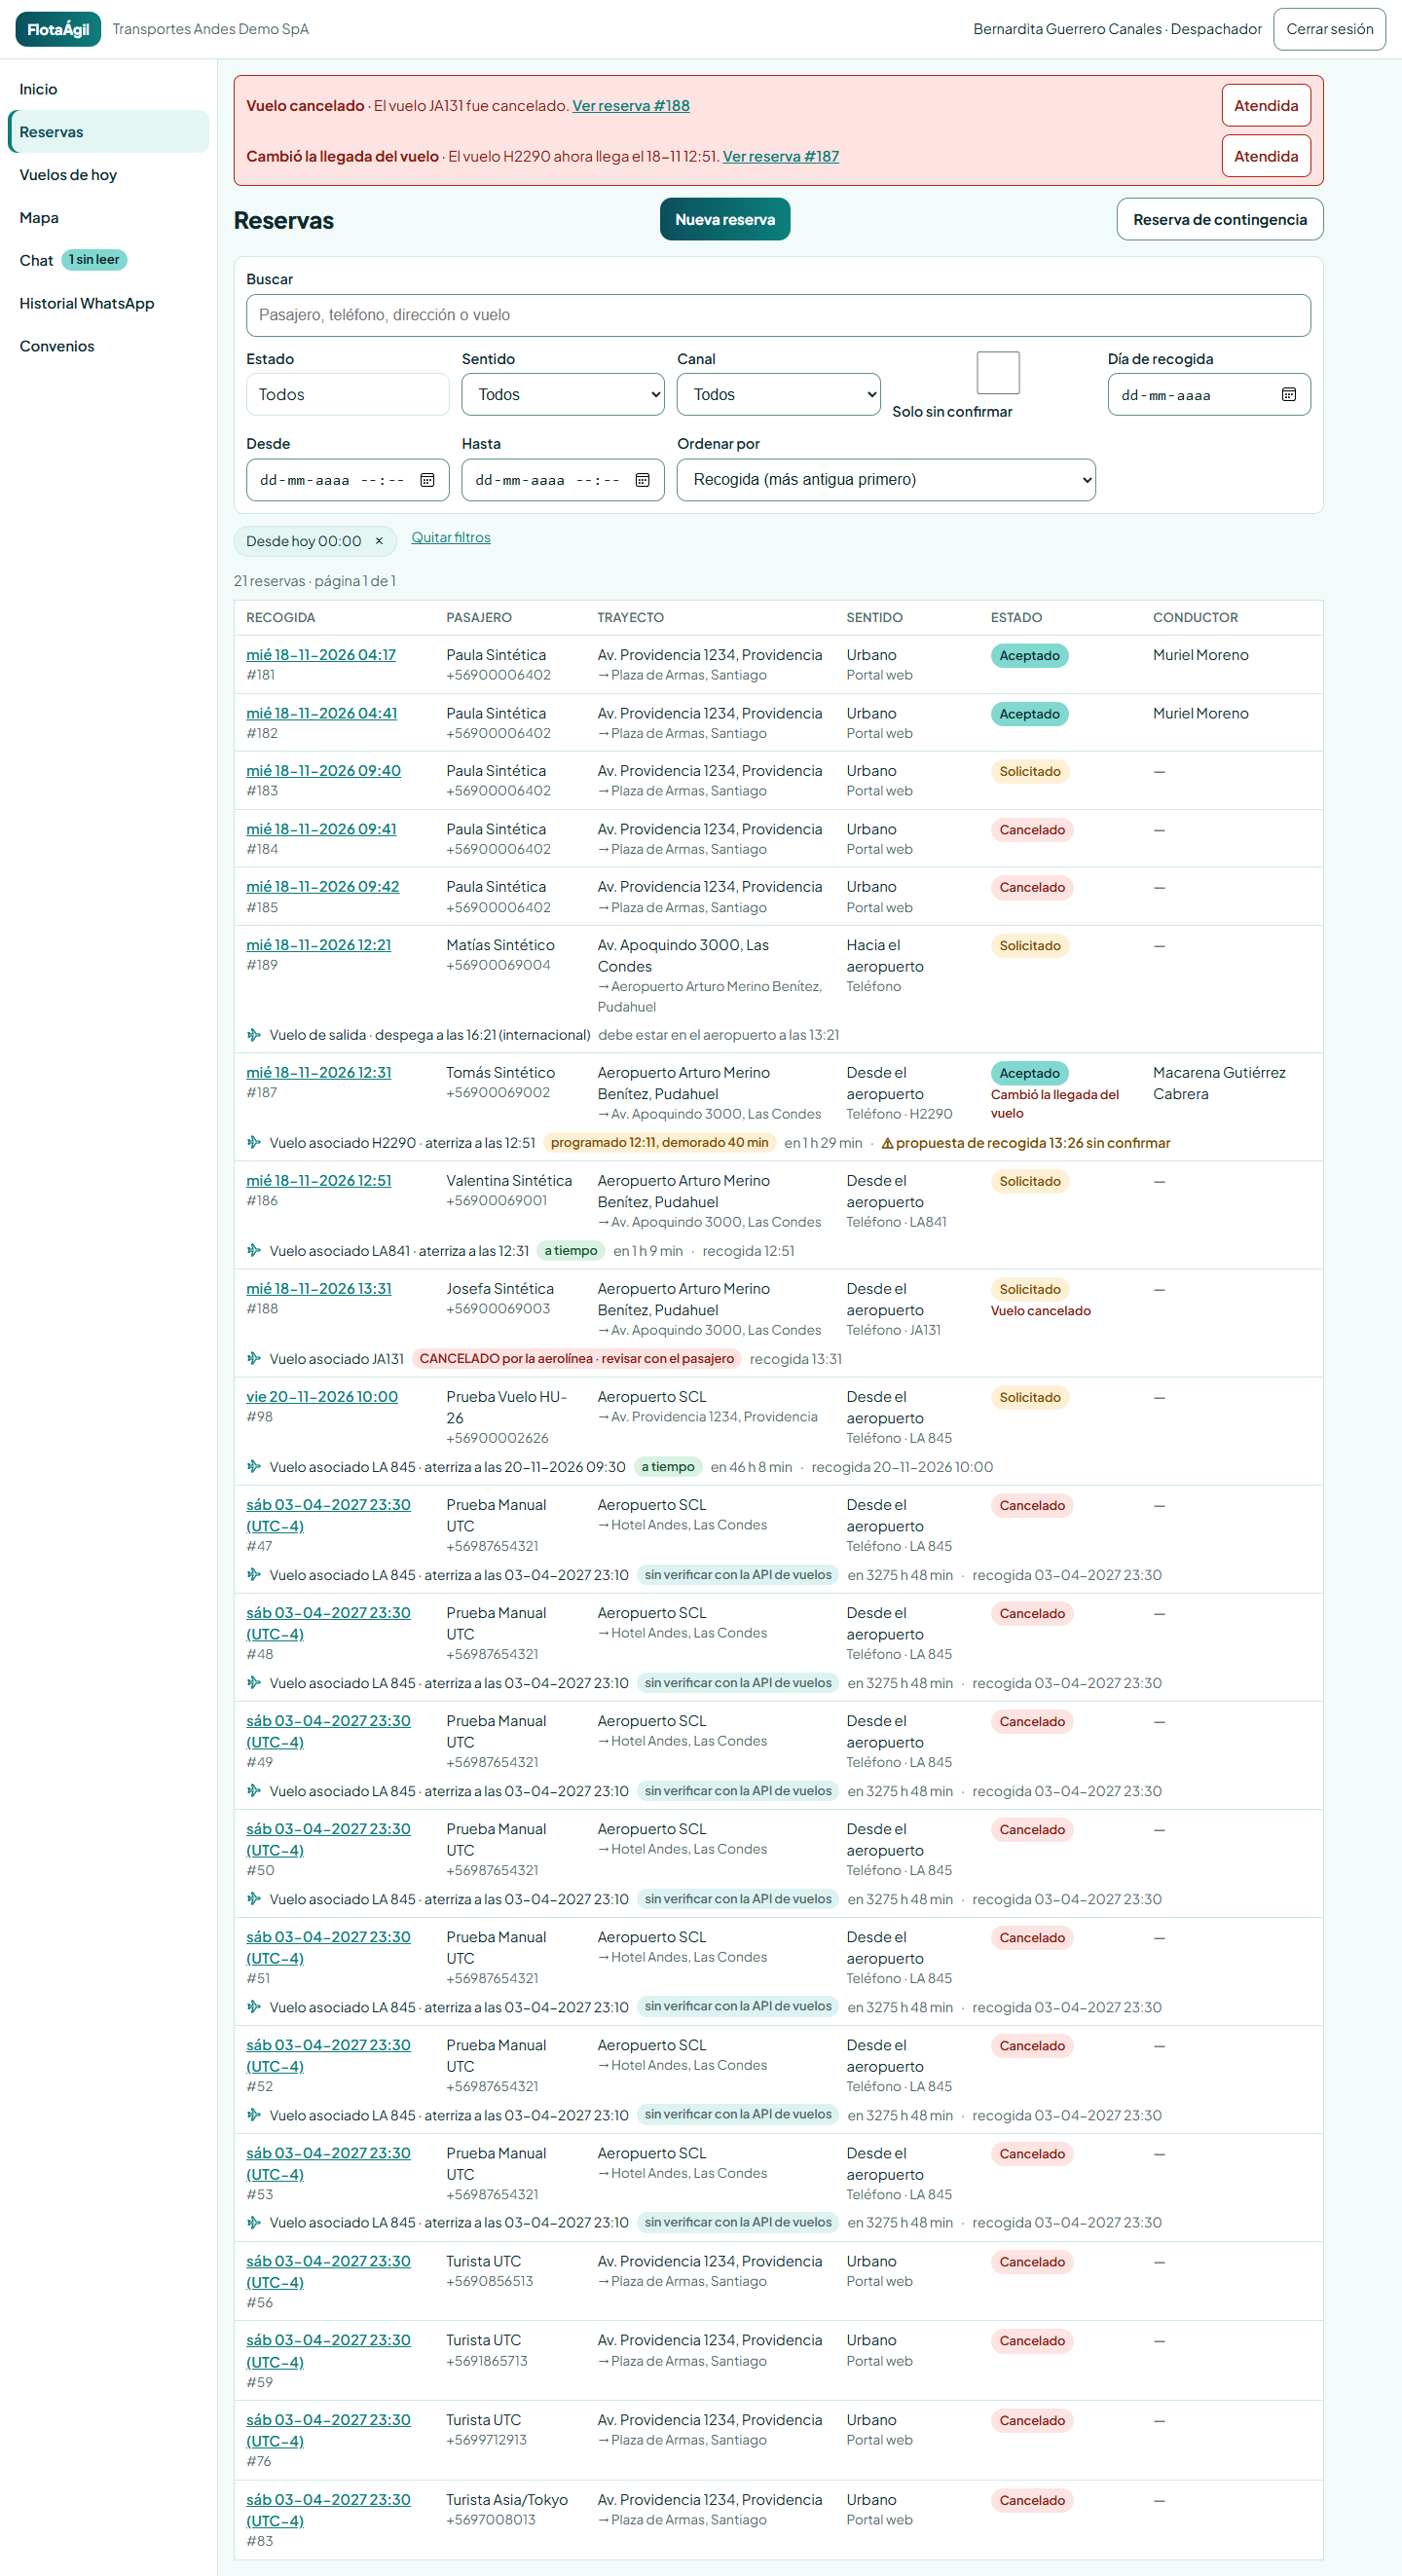 FlotaÁgil Transportes Andes Demo SpA Bernardita Guerrero Canales · Despachador Cerrar sesión
Inicio
Reservas
Vuelos de hoy
Mapa
Chat 1 sin leer
Historial WhatsApp
Convenios
Vuelo cancelado · El vuelo JA131 fue cancelado. Ver reserva #188 Atendida
Cambió la llegada del vuelo · El vuelo H2290 ahora llega el 18-11 12:51. Ver reserva #187 Atendida
Reservas Nueva reserva Reserva de contingencia
Buscar
Pasajero, teléfono, dirección o vuelo
Estado Sentido Canal Día de recogida
Todos Todos Todos dd-mm-aaaa
Solo sin confirmar
Desde Hasta Ordenar por
dd-mm-aaaa --:-- dd-mm-aaaa --:-- Recogida (más antigua primero)
Desde hoy 00:00 × Quitar filtros
21 reservas · página 1 de 1
RECOGIDA PASAJERO TRAYECTO SENTIDO ESTADO CONDUCTOR
mié 18-11-2026 04:17 Paula Sintética Av. Providencia 1234, Providencia Urbano Aceptado Muriel Moreno
#181 +56900006402 → Plaza de Armas, Santiago Portal web
mié 18-11-2026 04:41 Paula Sintética Av. Providencia 1234, Providencia Urbano Aceptado Muriel Moreno
#182 +56900006402 → Plaza de Armas, Santiago Portal web
mié 18-11-2026 09:40 Paula Sintética Av. Providencia 1234, Providencia Urbano Solicitado —
#183 +56900006402 → Plaza de Armas, Santiago Portal web
mié 18-11-2026 09:41 Paula Sintética Av. Providencia 1234, Providencia Urbano Cancelado —
#184 +56900006402 → Plaza de Armas, Santiago Portal web
mié 18-11-2026 09:42 Paula Sintética Av. Providencia 1234, Providencia Urbano Cancelado —
#185 +56900006402 → Plaza de Armas, Santiago Portal web
mié 18-11-2026 12:21 Matías Sintético Av. Apoquindo 3000, Las Hacia el Solicitado —
#189 +56900069004 Condes aeropuerto
→ Aeropuerto Arturo Merino Benítez, Teléfono
Pudahuel
Vuelo de salida · despega a las 16:21 (internacional) debe estar en el aeropuerto a las 13:21
mié 18-11-2026 12:31 Tomás Sintético Aeropuerto Arturo Merino Desde el Aceptado Macarena Gutiérrez
#187 +56900069002 Benítez, Pudahuel aeropuerto Cambió la llegada del Cabrera
→ Av. Apoquindo 3000, Las Condes Teléfono · H2290 vuelo
Vuelo asociado H2290 · aterriza a las 12:51 programado 12:11, demorado 40 min en 1 h 29 min · ⚠ propuesta de recogida 13:26 sin confirmar
mié 18-11-2026 12:51 Valentina Sintética Aeropuerto Arturo Merino Desde el Solicitado —
#186 +56900069001 Benítez, Pudahuel aeropuerto
→ Av. Apoquindo 3000, Las Condes Teléfono · LA841
Vuelo asociado LA841 · aterriza a las 12:31 a tiempo en 1 h 9 min · recogida 12:51
mié 18-11-2026 13:31 Josefa Sintética Aeropuerto Arturo Merino Desde el Solicitado —
#188 +56900069003 Benítez, Pudahuel aeropuerto Vuelo cancelado
→ Av. Apoquindo 3000, Las Condes Teléfono · JA131
Vuelo asociado JA131 CANCELADO por la aerolínea · revisar con el pasajero recogida 13:31
vie 20-11-2026 10:00 Prueba Vuelo HU- Aeropuerto SCL Desde el Solicitado —
#98 26 → Av. Providencia 1234, Providencia aeropuerto
+56900002626 Teléfono · LA 845
Vuelo asociado LA 845 · aterriza a las 20-11-2026 09:30 a tiempo en 46 h 8 min · recogida 20-11-2026 10:00
sáb 03-04-2027 23:30 Prueba Manual Aeropuerto SCL Desde el Cancelado —
(UTC-4) UTC → Hotel Andes, Las Condes aeropuerto
#47 +56987654321 Teléfono · LA 845
Vuelo asociado LA 845 · aterriza a las 03-04-2027 23:10 sin verificar con la API de vuelos en 3275 h 48 min · recogida 03-04-2027 23:30
sáb 03-04-2027 23:30 Prueba Manual Aeropuerto SCL Desde el Cancelado —
(UTC-4) UTC → Hotel Andes, Las Condes aeropuerto
#48 +56987654321 Teléfono · LA 845
Vuelo asociado LA 845 · aterriza a las 03-04-2027 23:10 sin verificar con la API de vuelos en 3275 h 48 min · recogida 03-04-2027 23:30
sáb 03-04-2027 23:30 Prueba Manual Aeropuerto SCL Desde el Cancelado —
(UTC-4) UTC → Hotel Andes, Las Condes aeropuerto
#49 +56987654321 Teléfono · LA 845
Vuelo asociado LA 845 · aterriza a las 03-04-2027 23:10 sin verificar con la API de vuelos en 3275 h 48 min · recogida 03-04-2027 23:30
sáb 03-04-2027 23:30 Prueba Manual Aeropuerto SCL Desde el Cancelado —
(UTC-4) UTC → Hotel Andes, Las Condes aeropuerto
#50 +56987654321 Teléfono · LA 845
Vuelo asociado LA 845 · aterriza a las 03-04-2027 23:10 sin verificar con la API de vuelos en 3275 h 48 min · recogida 03-04-2027 23:30
sáb 03-04-2027 23:30 Prueba Manual Aeropuerto SCL Desde el Cancelado —
(UTC-4) UTC → Hotel Andes, Las Condes aeropuerto
#51 +56987654321 Teléfono · LA 845
Vuelo asociado LA 845 · aterriza a las 03-04-2027 23:10 sin verificar con la API de vuelos en 3275 h 48 min · recogida 03-04-2027 23:30
sáb 03-04-2027 23:30 Prueba Manual Aeropuerto SCL Desde el Cancelado —
(UTC-4) UTC → Hotel Andes, Las Condes aeropuerto
#52 +56987654321 Teléfono · LA 845
Vuelo asociado LA 845 · aterriza a las 03-04-2027 23:10 sin verificar con la API de vuelos en 3275 h 48 min · recogida 03-04-2027 23:30
sáb 03-04-2027 23:30 Prueba Manual Aeropuerto SCL Desde el Cancelado —
(UTC-4) UTC → Hotel Andes, Las Condes aeropuerto
#53 +56987654321 Teléfono · LA 845
Vuelo asociado LA 845 · aterriza a las 03-04-2027 23:10 sin verificar con la API de vuelos en 3275 h 48 min · recogida 03-04-2027 23:30
sáb 03-04-2027 23:30 Turista UTC Av. Providencia 1234, Providencia Urbano Cancelado —
(UTC-4) +5690856513 → Plaza de Armas, Santiago Portal web
#56
sáb 03-04-2027 23:30 Turista UTC Av. Providencia 1234, Providencia Urbano Cancelado —
(UTC-4) +5691865713 → Plaza de Armas, Santiago Portal web
#59
sáb 03-04-2027 23:30 Turista UTC Av. Providencia 1234, Providencia Urbano Cancelado —
(UTC-4) +5699712913 → Plaza de Armas, Santiago Portal web
#76
sáb 03-04-2027 23:30 Turista Asia/Tokyo Av. Providencia 1234, Providencia Urbano Cancelado —
(UTC-4) +5697008013 → Plaza de Armas, Santiago Portal web
#83